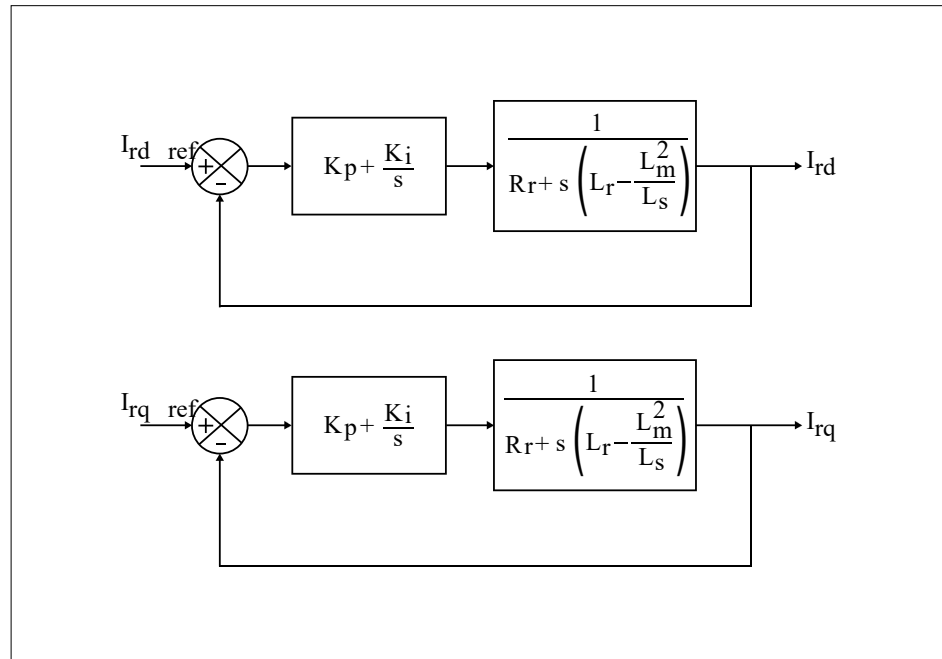 I_rd ref
+
-
Kp + Ki/s
1/(Rr + s(Lr − Lm²/Ls))
Ird
Irq ref
+
-
Kp + Ki/s
1/(Rr + s(Lr − Lm²/Ls))
Irq